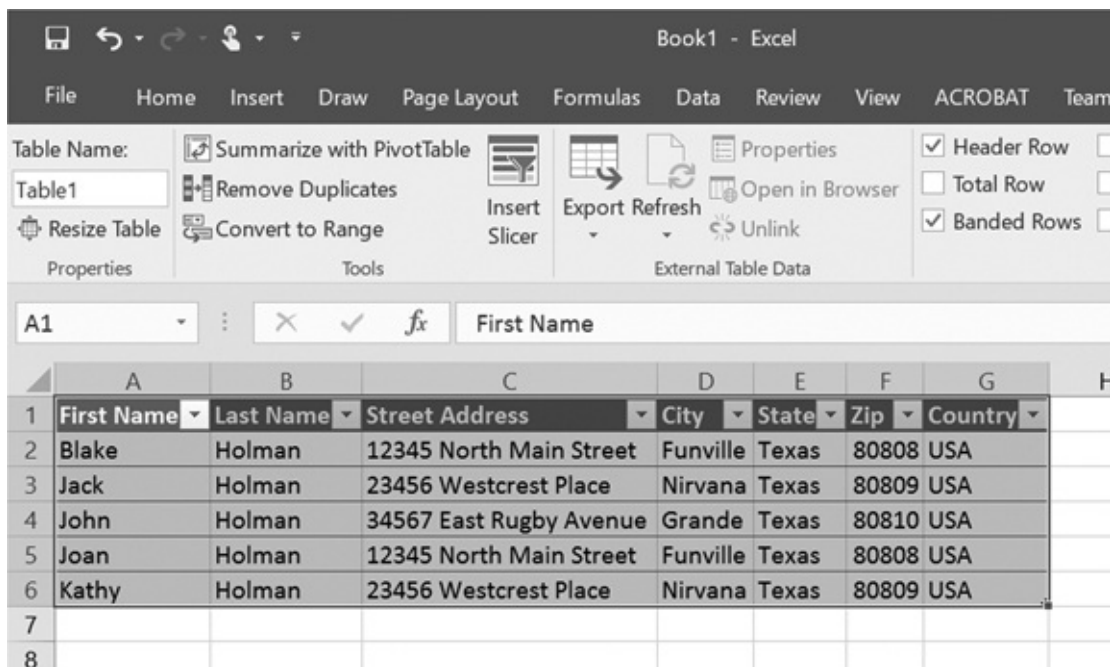 Book1 - Excel
File Home Insert Draw Page Layout Formulas Data Review View ACROBAT Team
Table Name: Summarize with PivotTable Properties Header Row
Table1 Remove Duplicates Insert Slicer Export Refresh Open in Browser Total Row
Resize Table Convert to Range Unlink Banded Rows
Properties Tools External Table Data
A1 fx First Name
A B C D E F G H
1 First Name Last Name Street Address City State Zip Country
2 Blake Holman 12345 North Main Street Funville Texas 80808 USA
3 Jack Holman 23456 Westcrest Place Nirvana Texas 80809 USA
4 John Holman 34567 East Rugby Avenue Grande Texas 80810 USA
5 Joan Holman 12345 North Main Street Funville Texas 80808 USA
6 Kathy Holman 23456 Westcrest Place Nirvana Texas 80809 USA
7
8